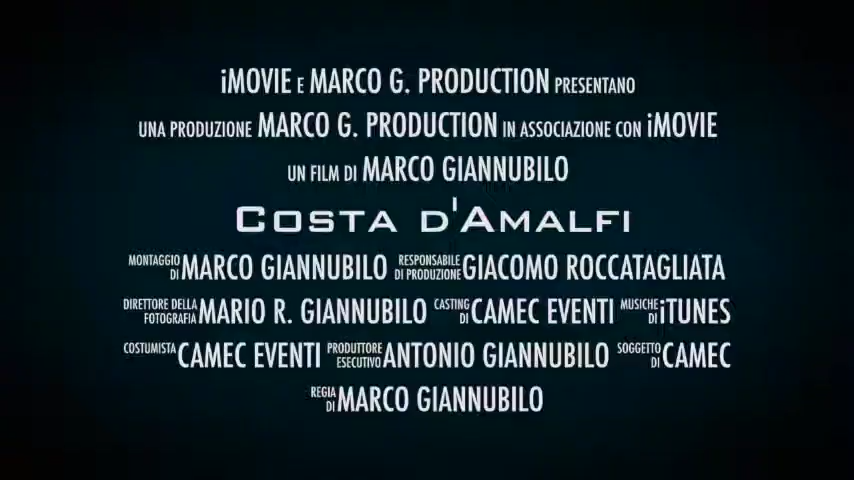 iMOVIE E MARCO G. PRODUCTION PRESENTANO
UNA PRODUZIONE MARCO G. PRODUCTION IN ASSOCIAZIONE CON iMOVIE
UN FILM DI MARCO GIANNUBILO
COSTA D'AMALFI
MONTAGGIO DI MARCO GIANNUBILO RESPONSABILE DI PRODUZIONE GIACOMO ROCCATAGLIATA
DIRETTORE DELLA FOTOGRAFIA MARIO R. GIANNUBILO CASTING DI CAMEC EVENTI MUSICHE DI iTUNES
COSTUMISTA CAMEC EVENTI PRODUTTORE ESECUTIVO ANTONIO GIANNUBILO SOGGETTO DI CAMEC
REGIA DI MARCO GIANNUBILO